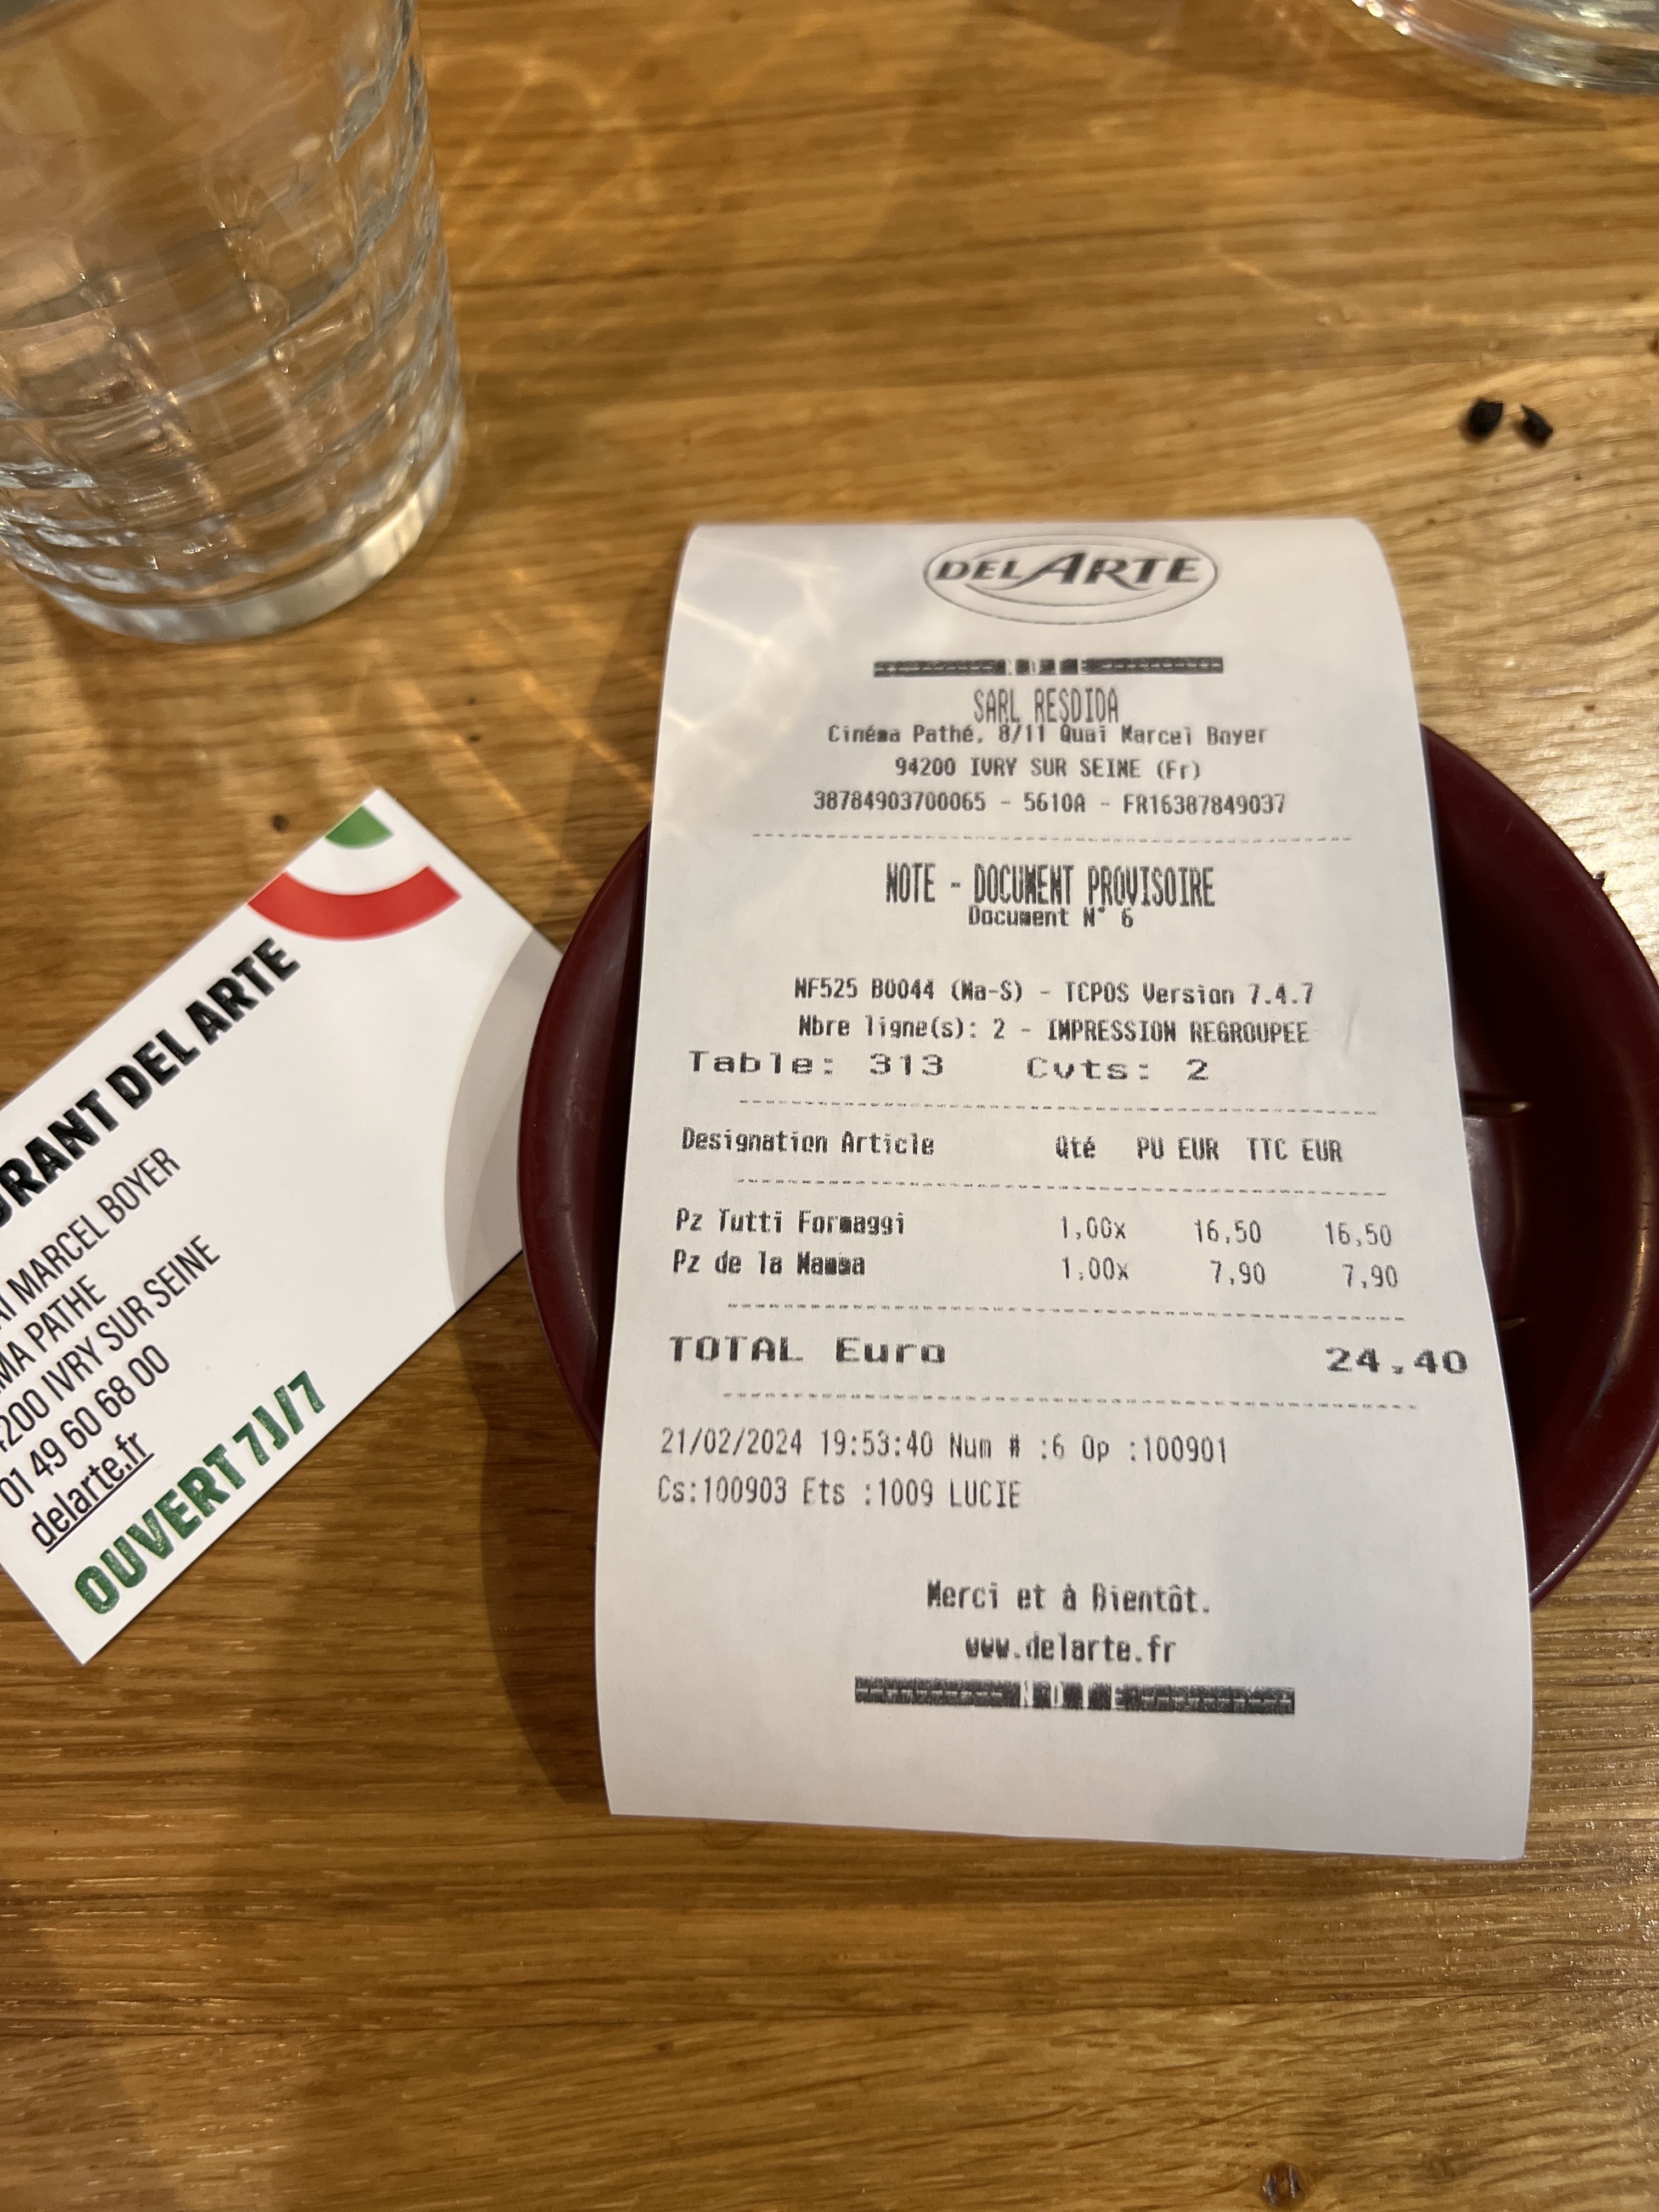 DEL ARTE
NOTE
SARL RESDIDA
Cinéma Pathé, 8/11 Quai Marcel Boyer
94200 IVRY SUR SEINE (Fr)
38784903700065 - 5610A - FR16387849037
NOTE - DOCUMENT PROVISOIRE
Document N° 6
NF525 B0044 (Ma-S) - TCPOS Version 7.4.7
Nbre ligne(s): 2 - IMPRESSION REGROUPEE
Table: 313 Cvts: 2
Designation Article Qté PU EUR TTC EUR
Pz Tutti Formaggi 1,00x 16,50 16,50
Pz de la Mamma 1,00x 7,90 7,90
TOTAL Euro 24,40
21/02/2024 19:53:40 Num # :6 Op :100901
Cs:100903 Ets :1009 LUCIE
Merci et à Bientôt.
www.delarte.fr
NOTE
URANT DEL ARTE
AI MARCEL BOYER
MA PATHE
4200 IVRY SUR SEINE
01 49 60 68 00
delarte.fr
OUVERT 7J/7